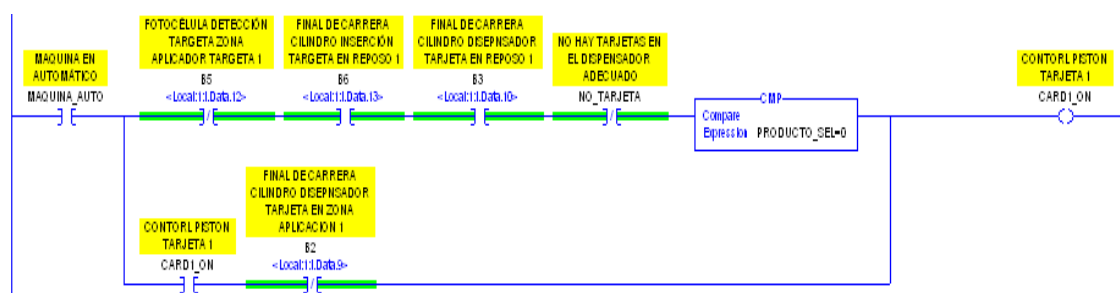 MAQUINA EN
AUTOMÁTICO
MAQUINA_AUTO
FOTOCÉLULA DETECCIÓN
TARGETA ZONA
APLICADOR TARGETA 1
B5
<Local:1:I.Data.12>
FINAL DE CARRERA
CILINDRO INSERCIÓN
TARGETA EN REPOSO 1
B6
<Local:1:I.Data.13>
FINAL DE CARRERA
CILINDRO DISEPNSADOR
TARJETA EN REPOSO 1
B3
<Local:1:I.Data.10>
NO HAY TARJETAS EN
EL DISPENSADOR
ADECUADO
NO_TARJETA
CMP
Compare
Expression PRODUCTO_SEL=0
CONTORL PISTON
TARJETA 1
CARD1_ON
CONTORL PISTON
TARJETA 1
CARD1_ON
FINAL DE CARRERA
CILINDRO DISEPNSADOR
TARJETA EN ZONA
APLICACION 1
B2
<Local:1:I.Data.9>